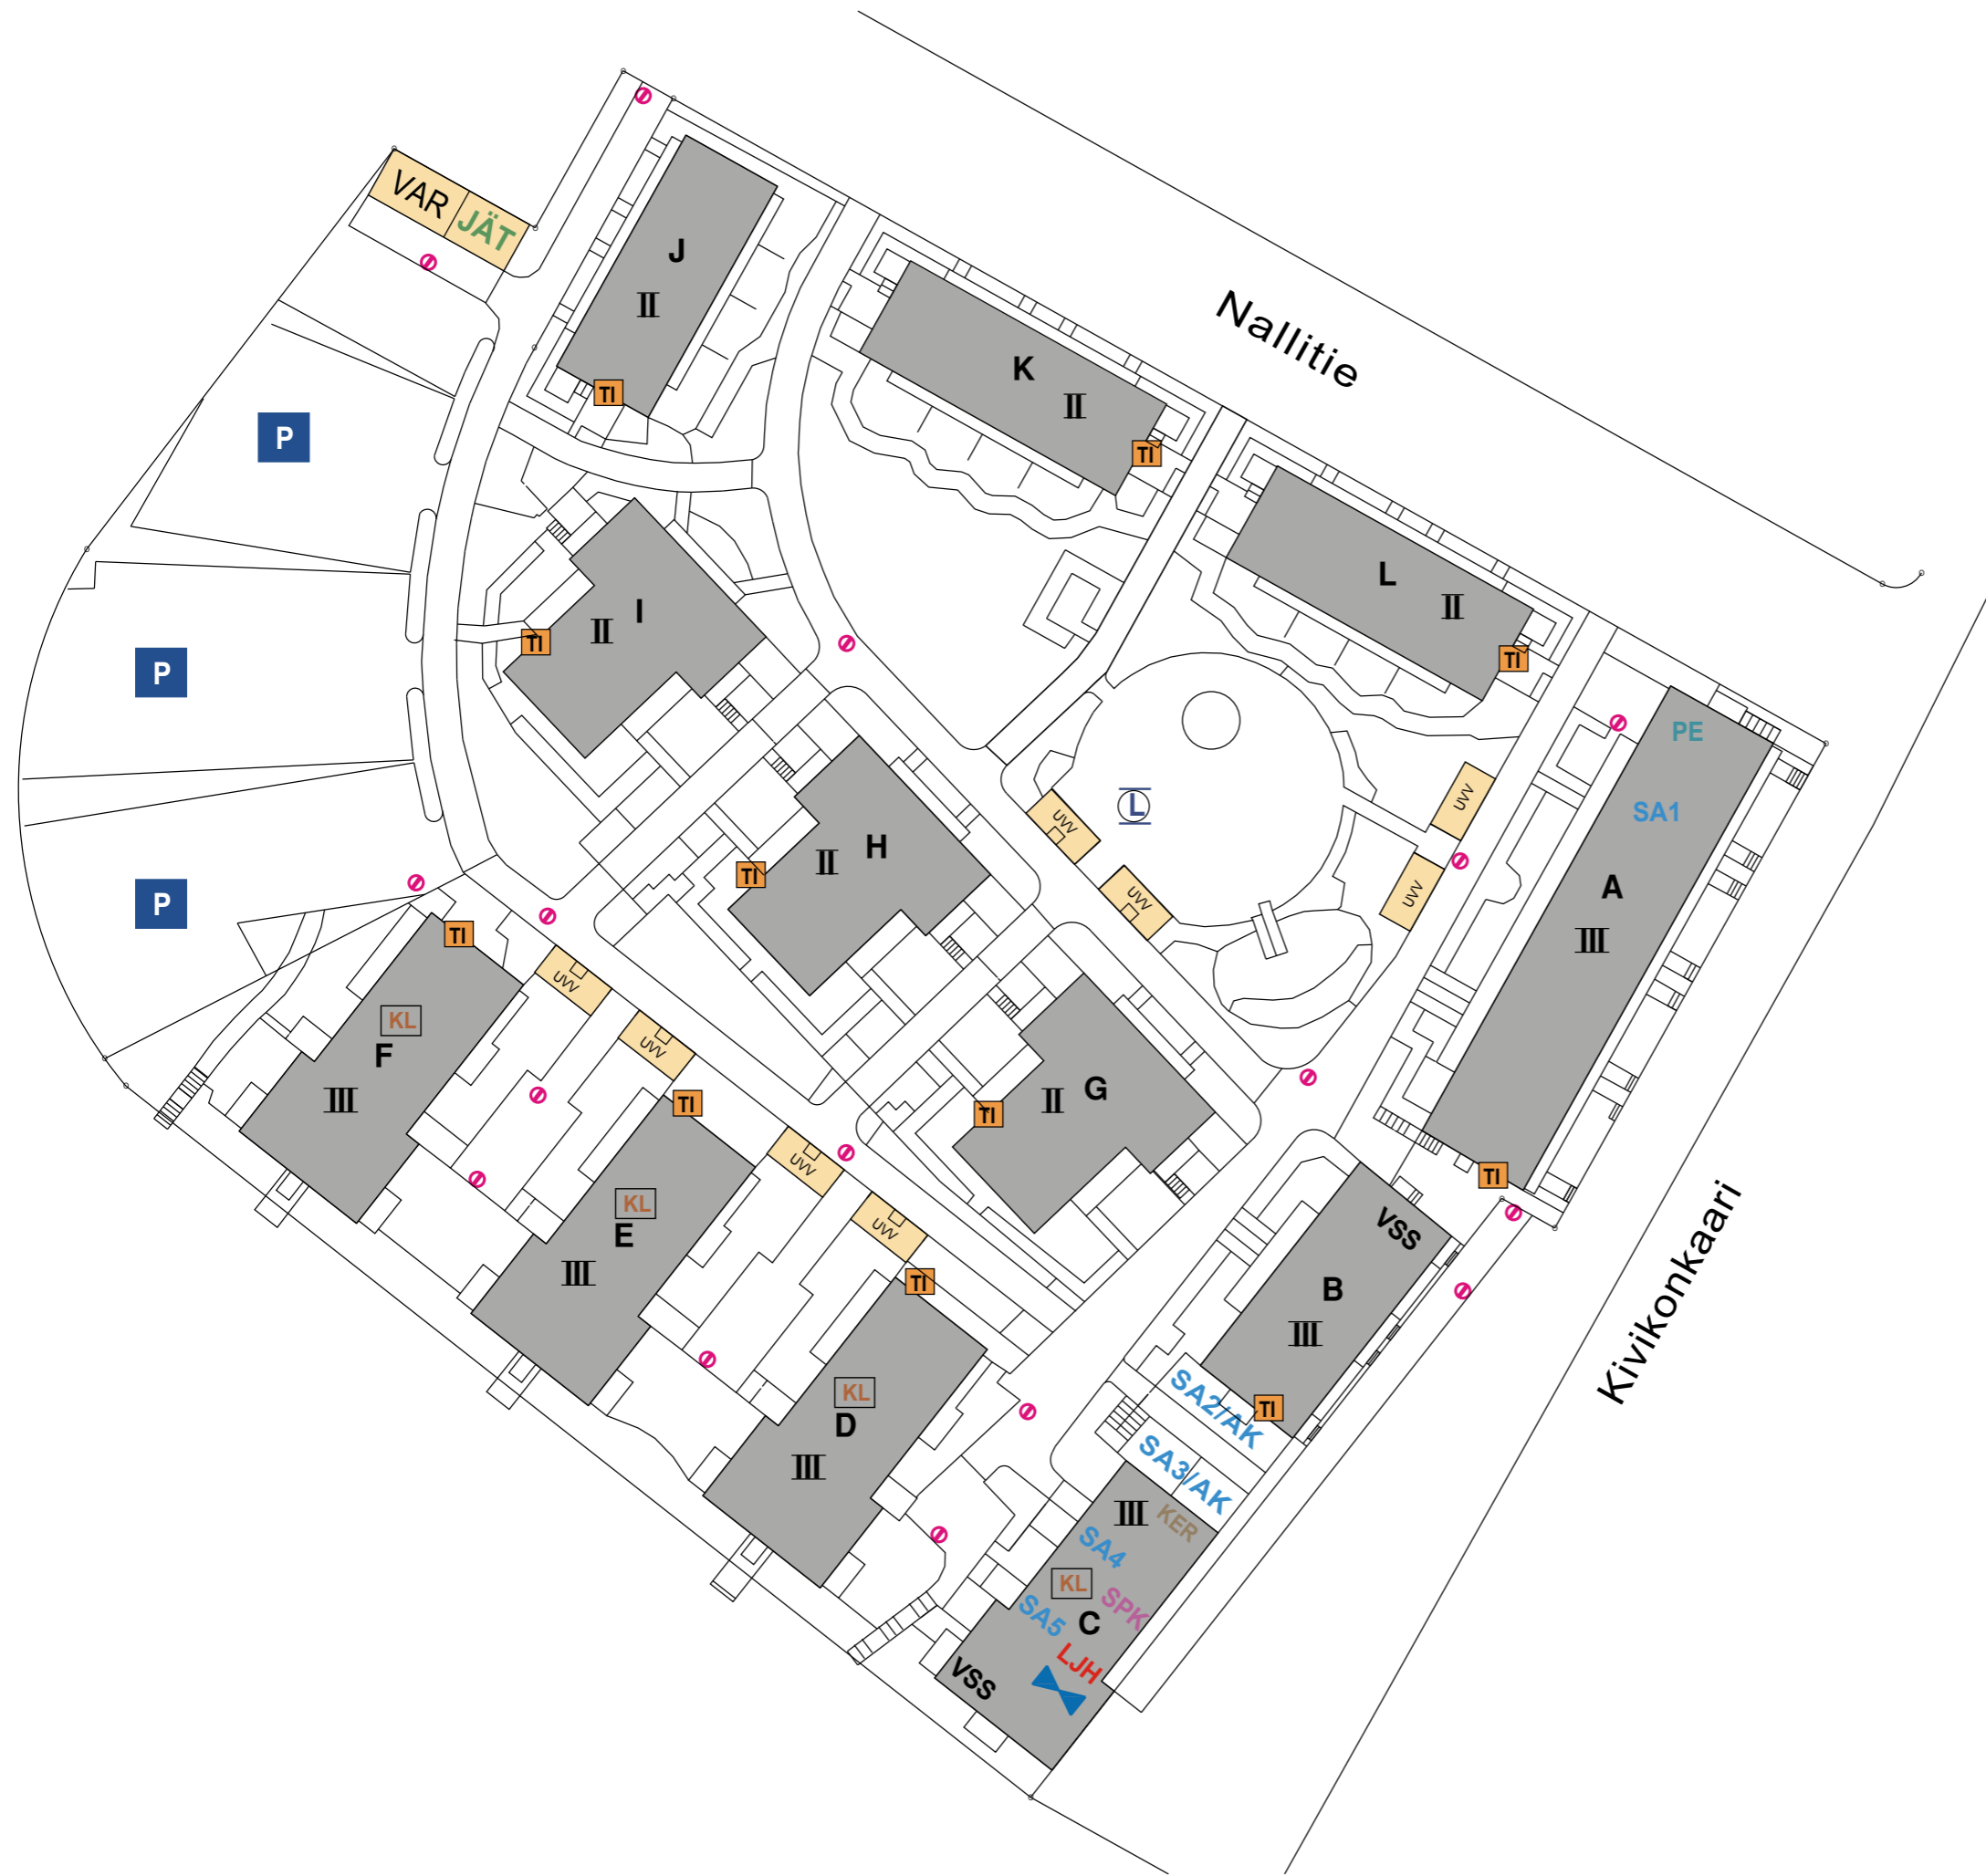 VAR
JÄT
J
II
TI
K
II
TI
Nallitie
P
L
II
TI
I
II
TI
P
PE
SA1
A
III
TI
UVV
UVV
UVV
UVV
L
H
II
TI
P
TI
KL
F
III
UVV
UVV
TI
G
II
TI
KL
E
III
UVV
UVV
TI
VSS
B
III
TI
Kivikonkaari
KL
D
III
SA2/AK
SA3/AK
III
KER
SA4
KL
SPK
SA5
C
LJH
VSS